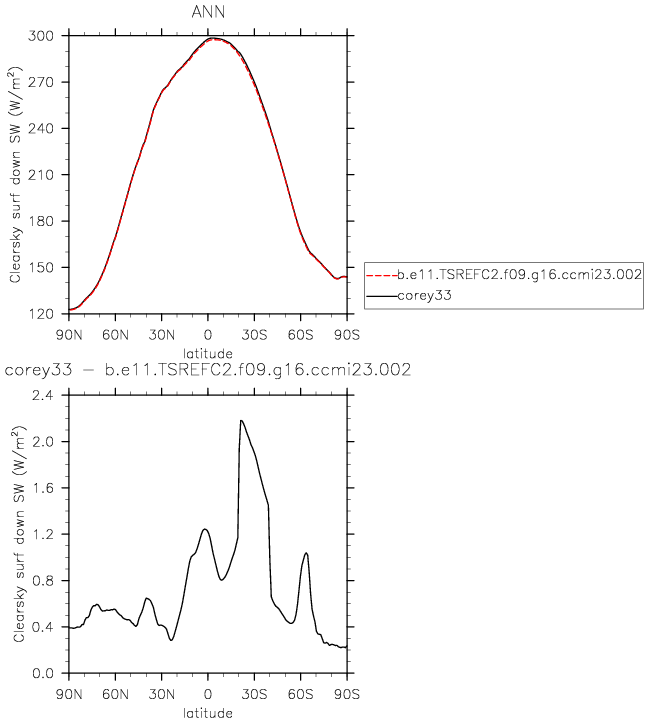 ANN
Clearsky surf down SW (W/m²)
300
270
240
210
180
150
120
90N 60N 30N 0 30S 60S 90S
latitude
b.e11.TSREFC2.f09.g16.ccmi23.002
corey33
corey33 − b.e11.TSREFC2.f09.g16.ccmi23.002
Clearsky surf down SW (W/m²)
2.4
2.0
1.6
1.2
0.8
0.4
0.0
90N 60N 30N 0 30S 60S 90S
latitude